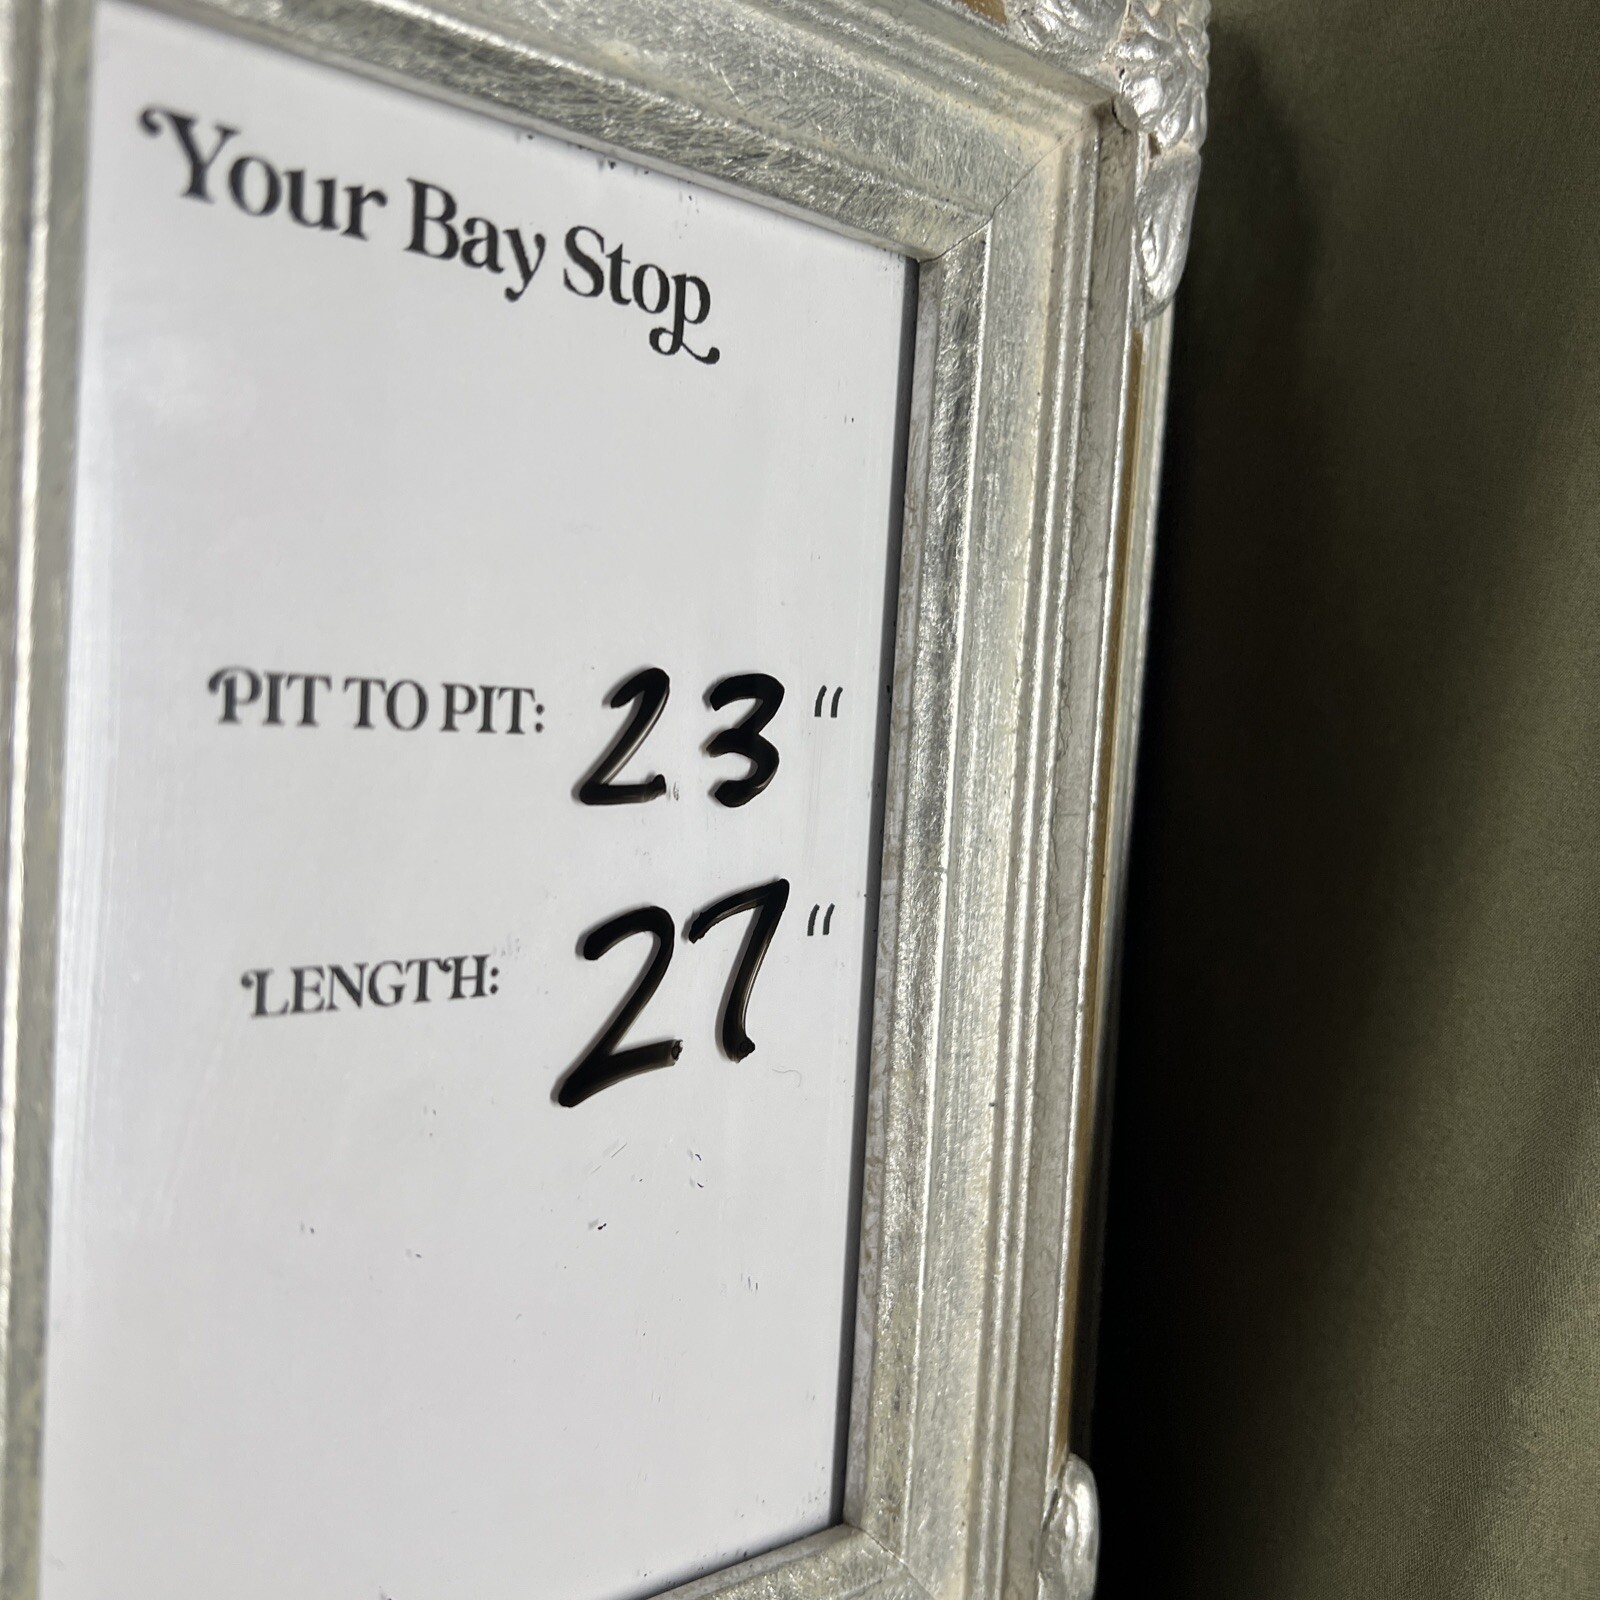 Your Bay Stop
PIT TO PIT: 23"
LENGTH: 27"